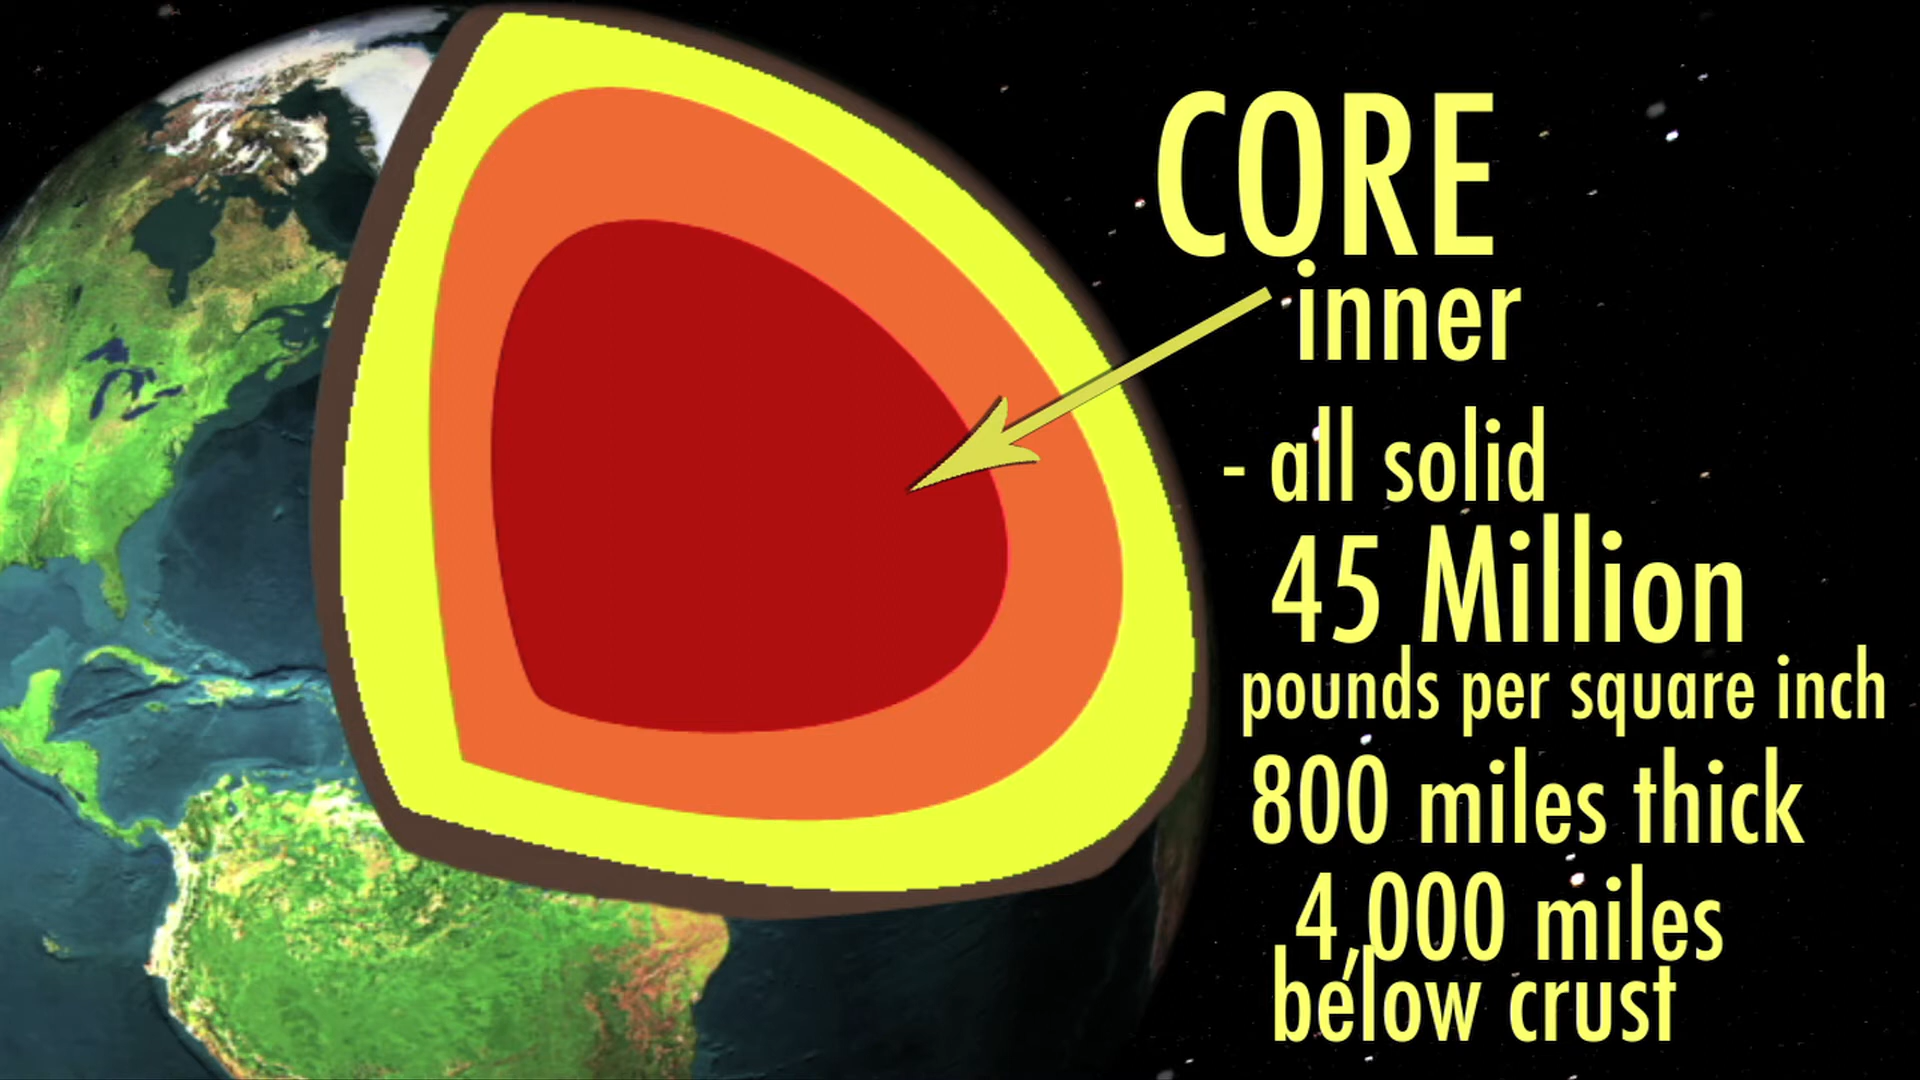 CORE
inner
- all solid
45 Million
pounds per square inch
800 miles thick
4,000 miles
below crust